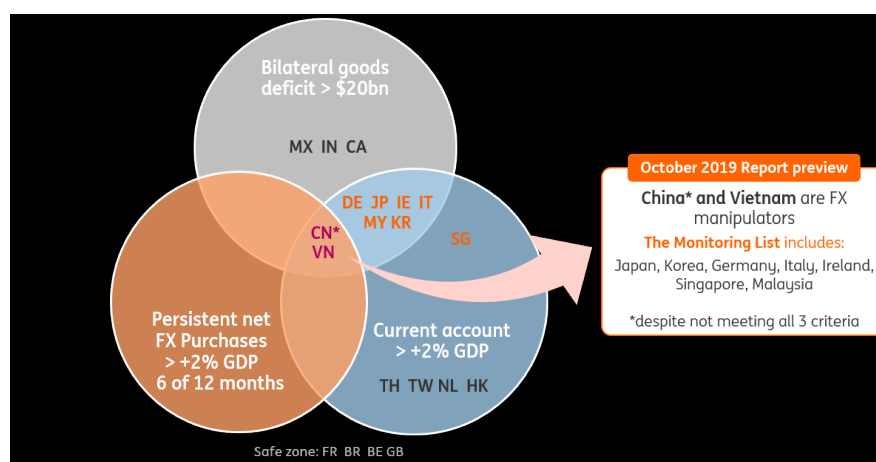 Bilateral goods
deficit > $20bn
MX IN CA
DE JP IE IT
MY KR
CN*
VN
SG
Persistent net
FX Purchases
> +2% GDP
6 of 12 months
Current account
> +2% GDP
TH TW NL HK
Safe zone: FR BR BE GB
October 2019 Report preview
China* and Vietnam are FX
manipulators
The Monitoring List includes:
Japan, Korea, Germany, Italy, Ireland,
Singapore, Malaysia
*despite not meeting all 3 criteria